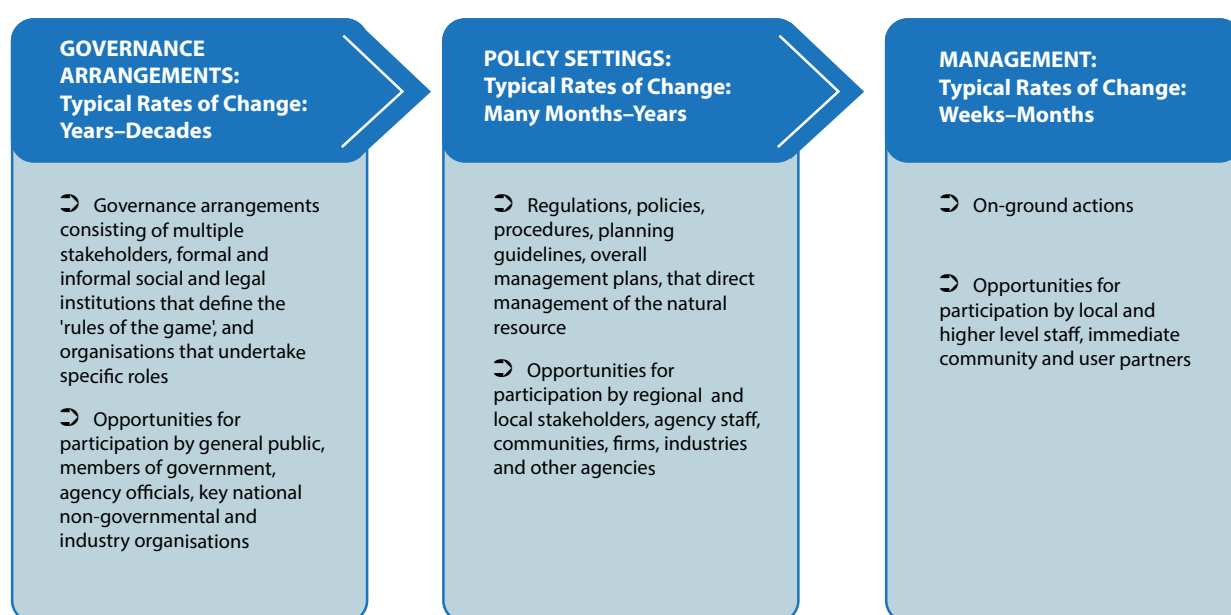 GOVERNANCE
ARRANGEMENTS:
Typical Rates of Change:
Years–Decades
➲ Governance arrangements
consisting of multiple
stakeholders, formal and
informal social and legal
institutions that define the
'rules of the game', and
organisations that undertake
specific roles
➲ Opportunities for
participation by general public,
members of government,
agency officials, key national
non-governmental and
industry organisations
POLICY SETTINGS:
Typical Rates of Change:
Many Months–Years
➲ Regulations, policies,
procedures, planning
guidelines, overall
management plans, that direct
management of the natural
resource
➲ Opportunities for
participation by regional and
local stakeholders, agency staff,
communities, firms, industries
and other agencies
MANAGEMENT:
Typical Rates of Change:
Weeks–Months
➲ On-ground actions
➲ Opportunities for
participation by local and
higher level staff, immediate
community and user partners